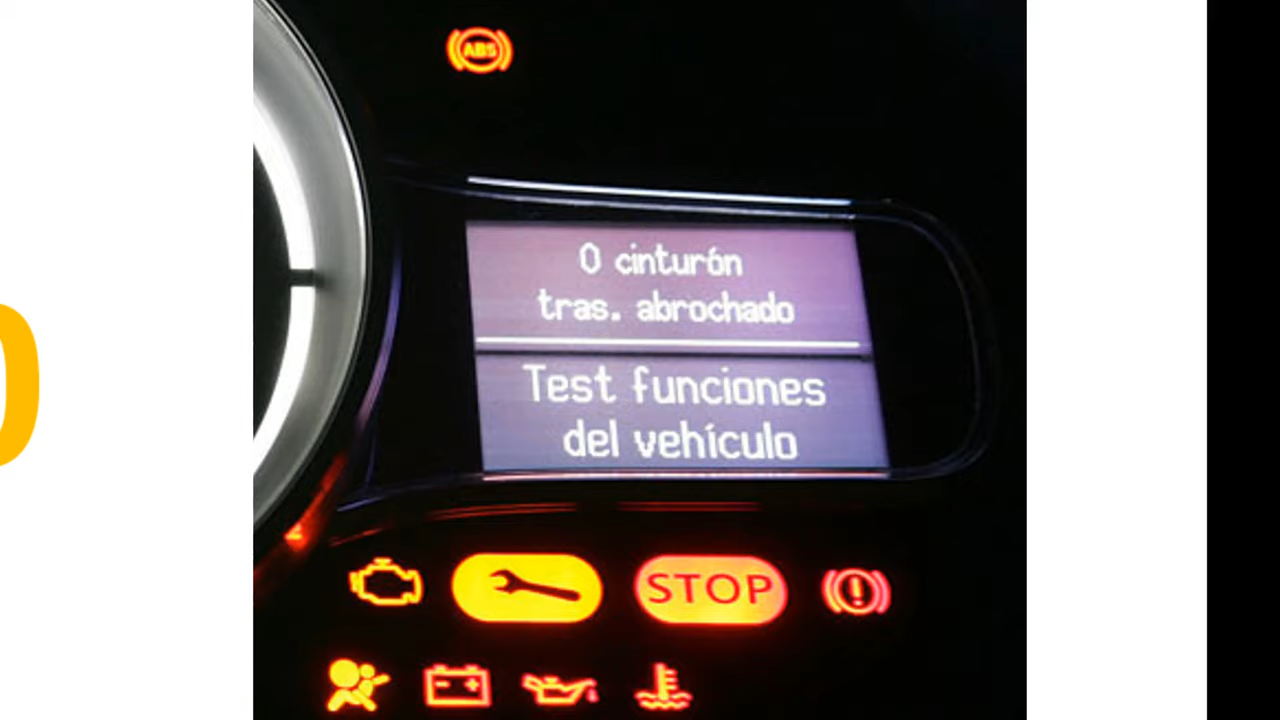 ABS
0 cinturón
tras. abrochado
Test funciones
del vehículo
STOP